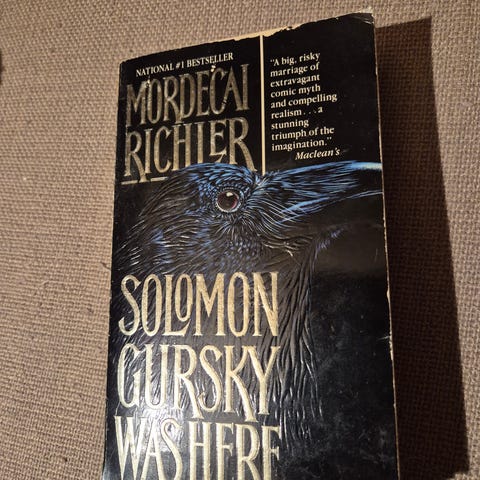 NATIONAL #1 BESTSELLER
MORDECAI
RICHLER
"A big, risky
marriage of
extravagant
comic myth
and compelling
realism . . . a
stunning
triumph of the
imagination."
Maclean's
SOLOMON
GURSKY
WAS HERE